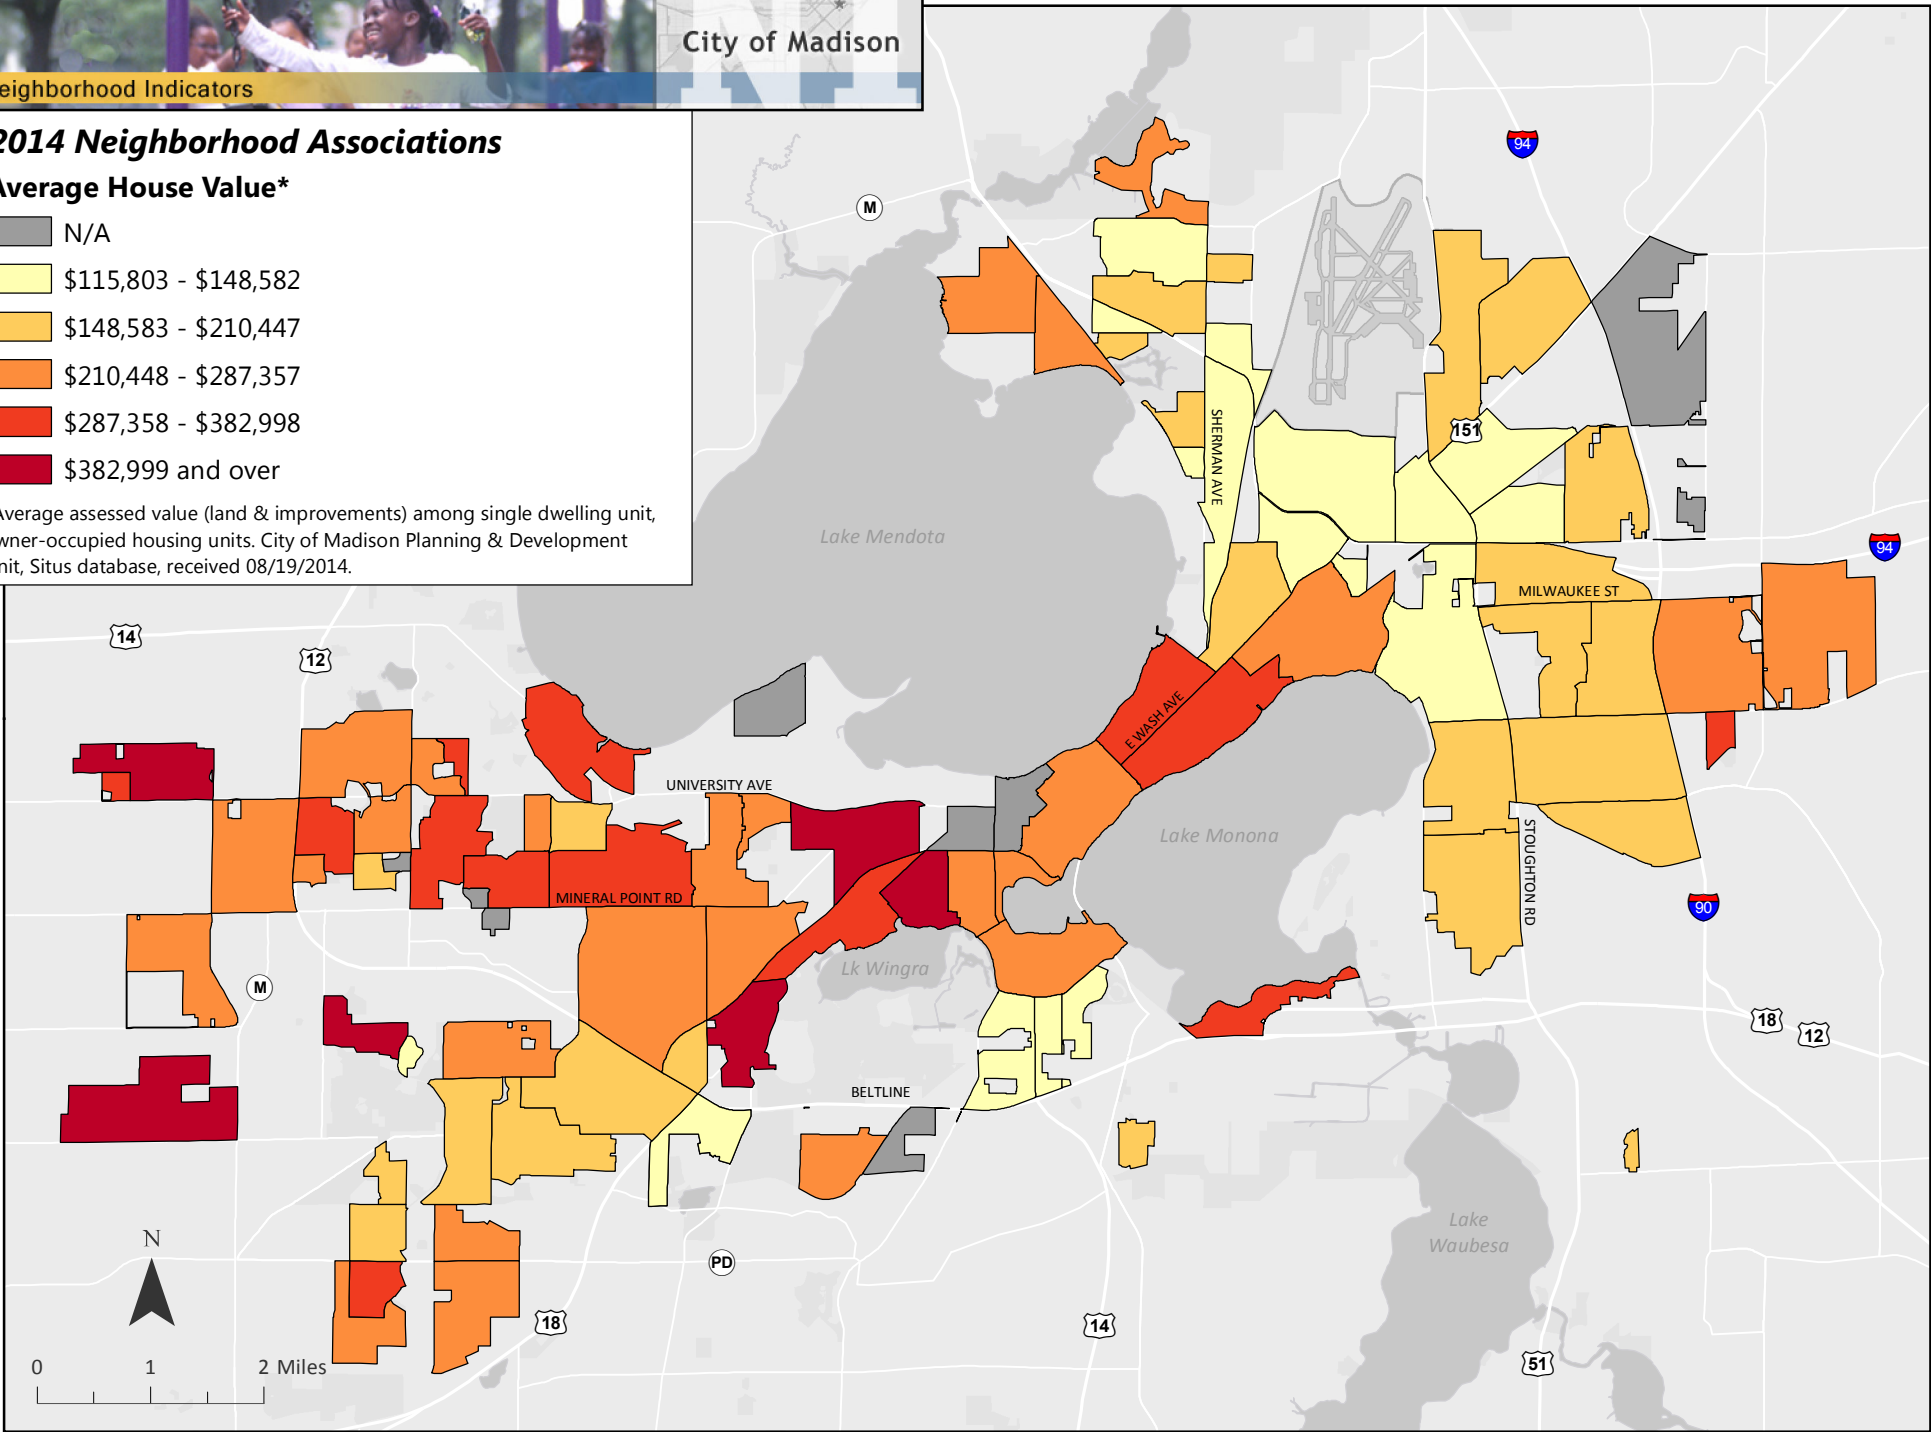 City of Madison
eighborhood Indicators
2014 Neighborhood Associations
Average House Value*
N/A
$115,803 - $148,582
$148,583 - $210,447
$210,448 - $287,357
$287,358 - $382,998
$382,999 and over
Average assessed value (land & improvements) among single dwelling unit,
wner-occupied housing units. City of Madison Planning & Development
nit, Situs database, received 08/19/2014.
94
M
151
SHERMAN AVE
Lake Mendota
94
MILWAUKEE ST
14
12
E WASH AVE
UNIVERSITY AVE
Lake Monona
STOUGHTON RD
MINERAL POINT RD
90
Lk Wingra
M
18
12
BELTLINE
Lake
Waubesa
N
PD
18
14
51
0 1 2 Miles